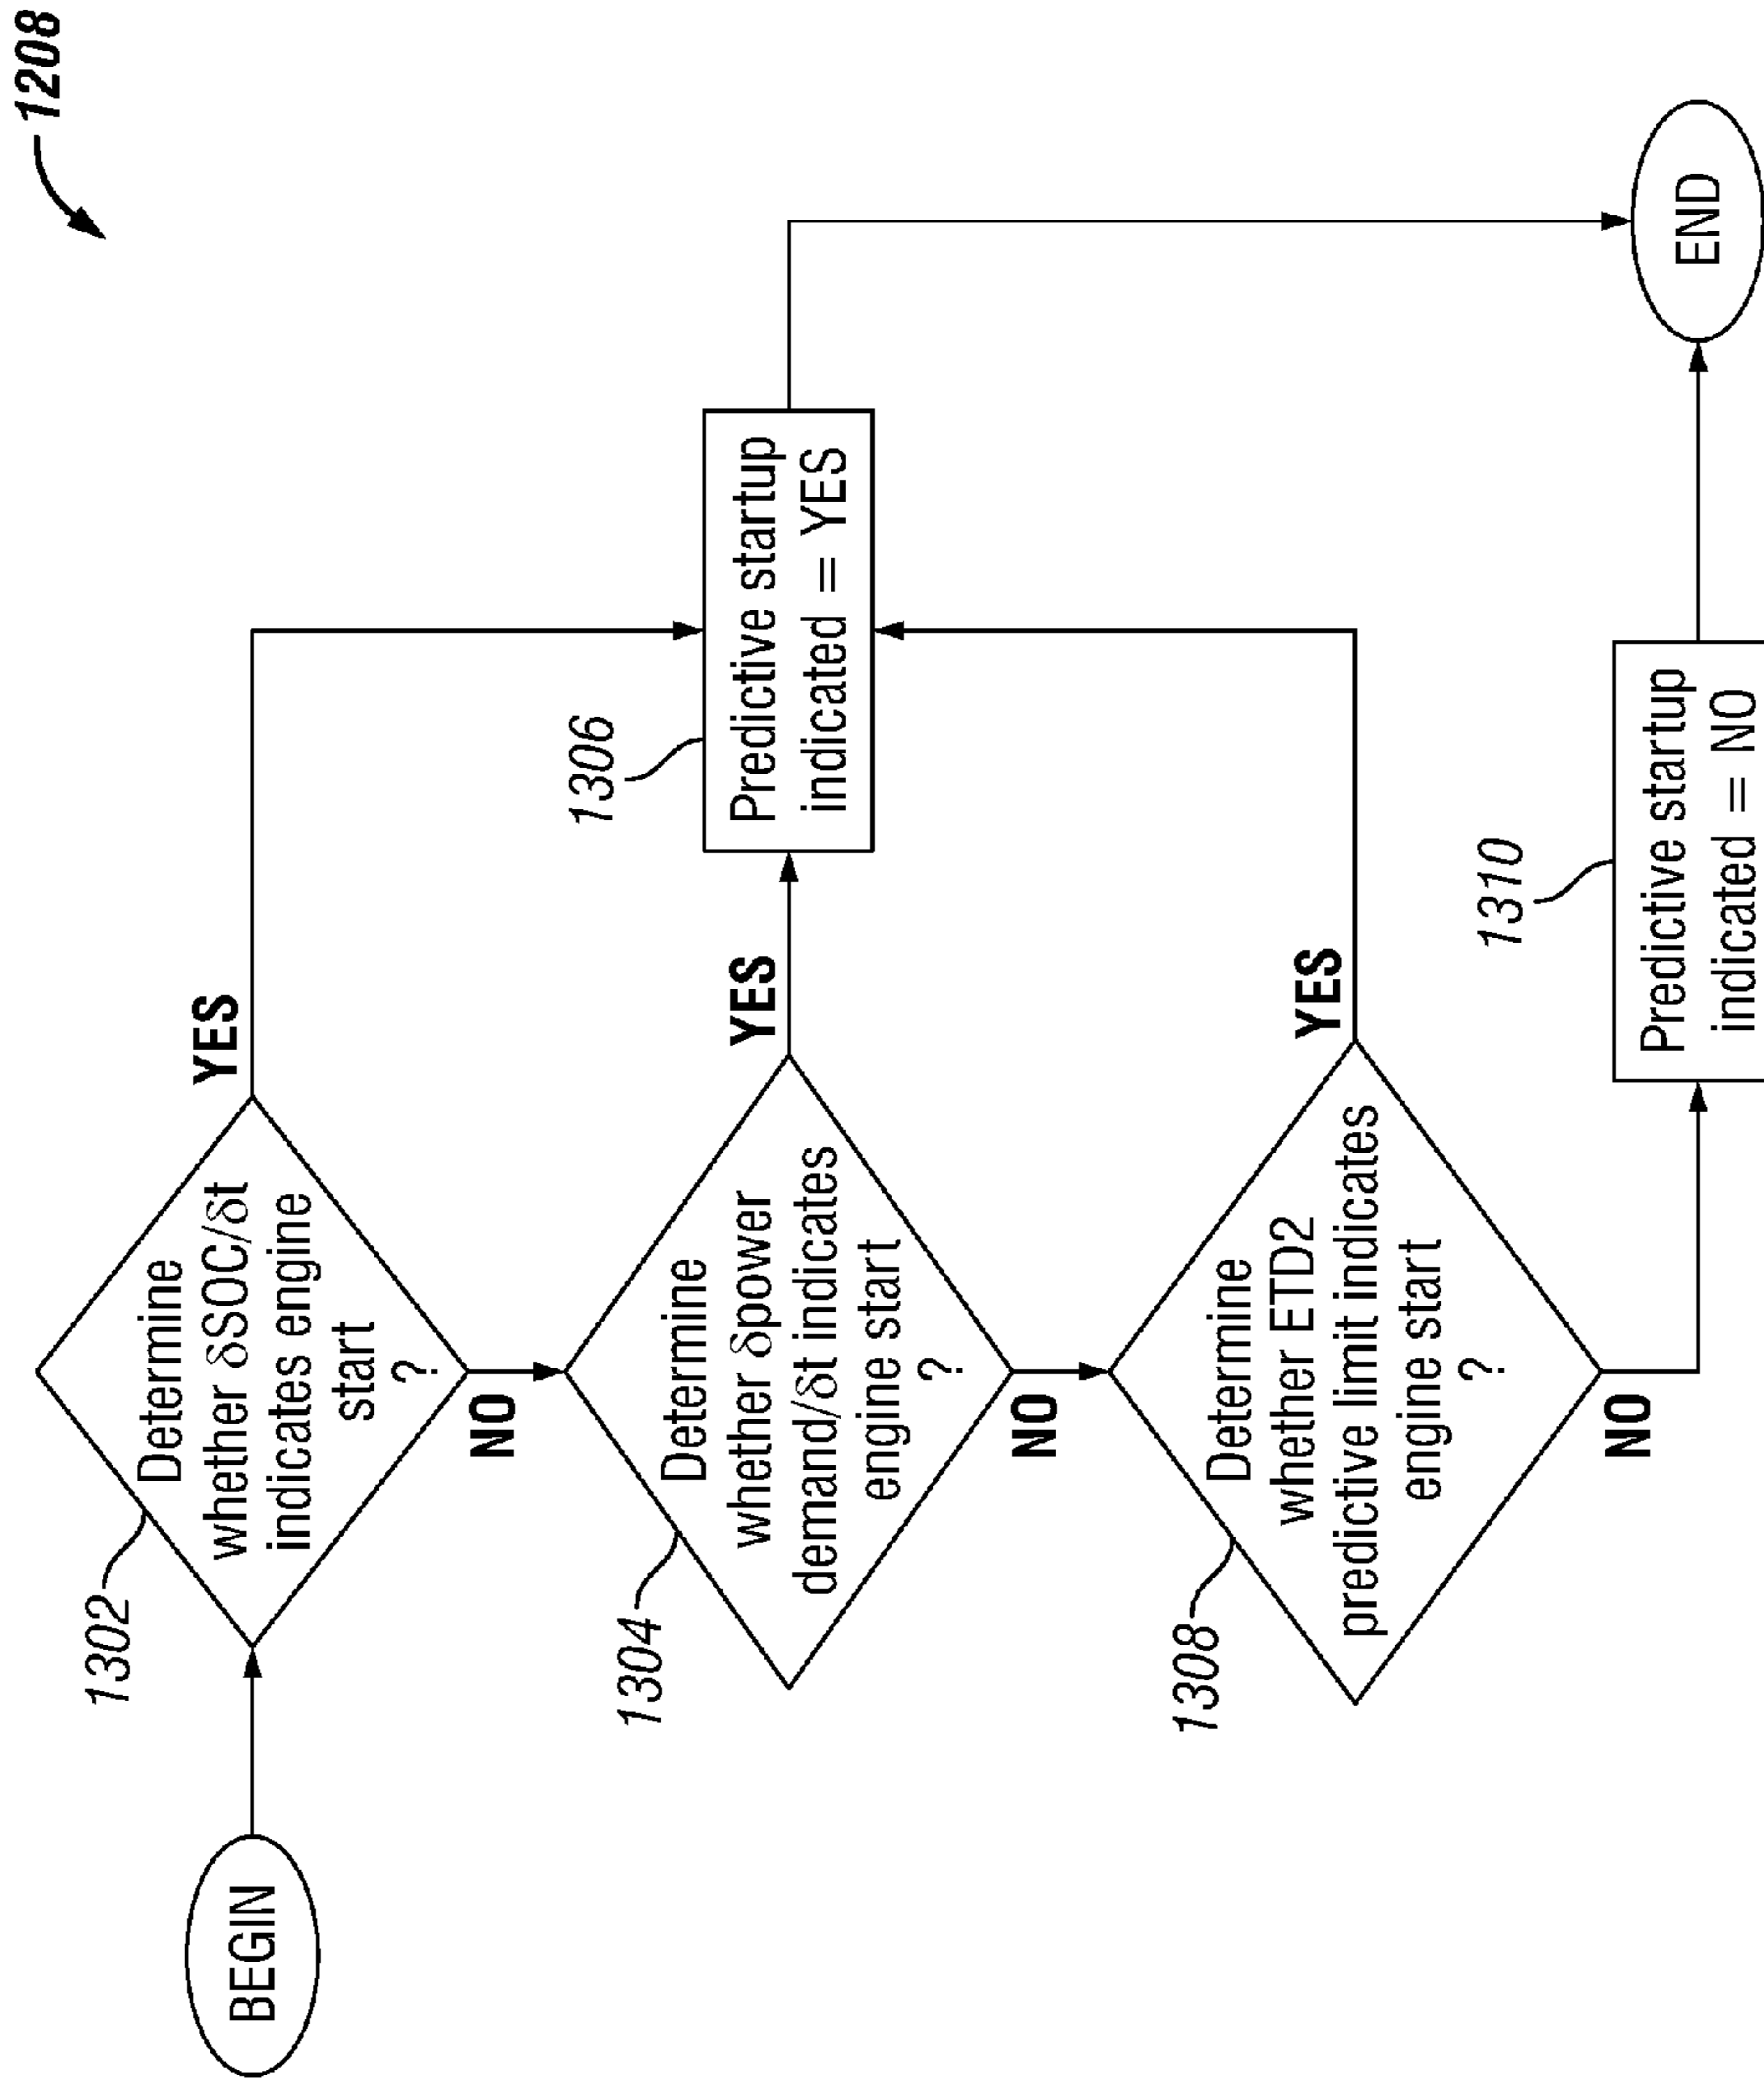 1208
BEGIN
1302
Determine
whether δSOC/δt
indicates engine
start
?
YES
NO
1304
Determine
whether δpower
demand/δt indicates
engine start
?
YES
NO
1306
Predictive startup
indicated = YES
1308
Determine
whether ETD2
predictive limit indicates
engine start
?
YES
NO
1310
Predictive startup
indicated = NO
END